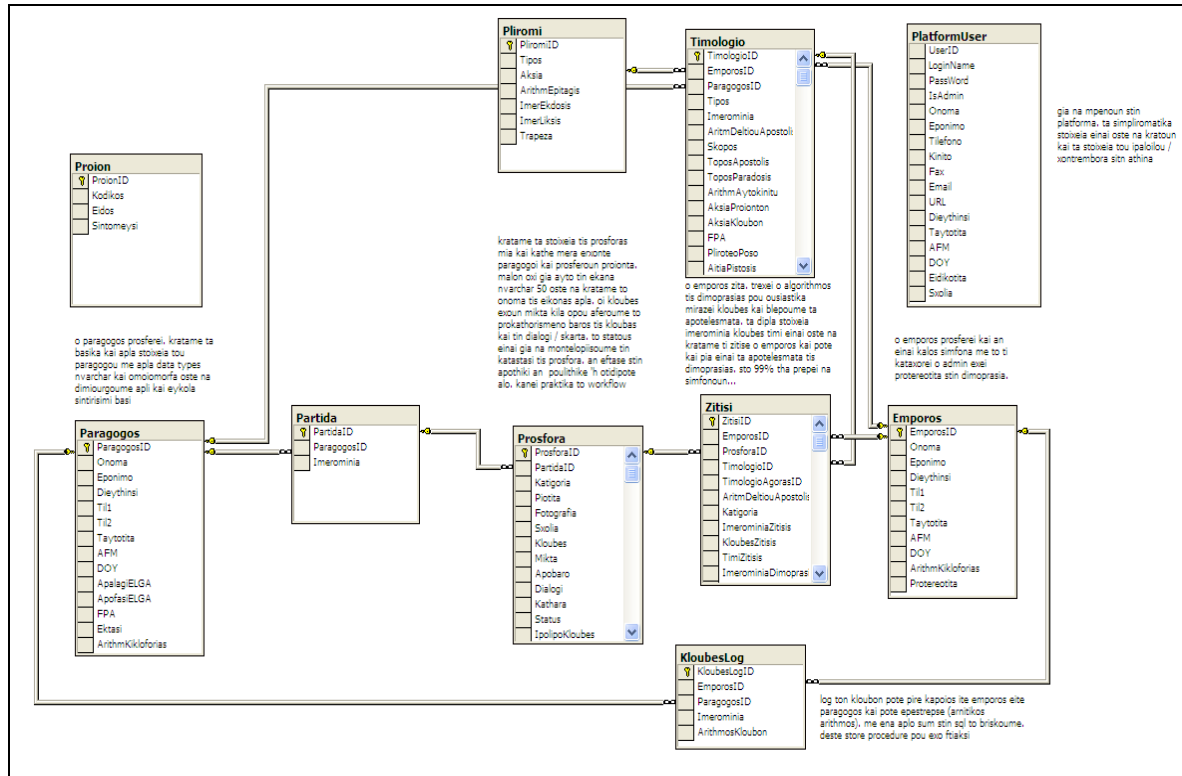 Pliromi
PliromiID
Tipos
Aksia
ArithmEpitagis
ImerEkdosis
ImerLiksis
Trapeza
Timologio
TimologioID
EmporosID
ParagogosID
Tipos
Imerominia
AritmDeltiouApostolis
Skopos
ToposApostolis
ToposParadosis
ArithmAytokinitu
AksiaProionton
AksiaKloubon
FPA
PliroteoPoso
AitiaPistosis
PlatformUser
UserID
LoginName
PassWord
IsAdmin
Onoma
Eponimo
Tilefono
Kinito
Fax
Email
URL
Dieythinsi
Taytotita
AFM
DOY
Eidikotita
Sxolia
gia na mpenoun stin
platforma. ta simpliromatika
stoixeia einai oste na kratoun
kai ta stoixeia tou ipaloilou /
xontrembora sitn athina
Proion
ProionID
Kodikos
Eidos
Sintomeysi
kratame ta stoixeia tis prosforas
mia kai kathe mera erxonte
paragogoi kai prosferoun proionta.
malon oxi gia ayto tin ekana
nvarchar 50 oste na kratame to
onoma tis eikonas apla. oi kloubes
exoun mikta kila opou aferoume to
prokathorismeno baros tis kloubas
kai tin dialogi / skarta. to statous
einai gia na montelopiisoume tin
katastasi tis prosfora. an eftase stin
apothiki an poulithike 'h otidipote
alo. kanei praktika to workflow
o emporos zita. trexei o algorithmos
tis dimoprasias pou ousiastika
mirazei kloubes kai blepoume ta
apotelesmata. ta dipla stoixeia
imerominia kloubes timi einai oste na
kratame ti zitise o emporos kai pote
kai pia einai ta apotelesmata tis
dimoprasias. sto 99% tha prepei na
simfonoun...
o paragogos prosferei. kratame ta
basika kai apla stoixeia tou
paragogou me apla data types
nvarchar kai omoiomorfa oste na
dimiourgoume apli kai eykola
sintirisimi basi
o emporos prosferei kai an
einai kalos simfona me to ti
kataxorei o admin exei
protereotita stin dimoprasia.
Paragogos
ParagogosID
Onoma
Eponimo
Dieythinsi
Til1
Til2
Taytotita
AFM
DOY
ApalagiELGA
ApofasiELGA
FPA
Ektasi
ArithmKikloforias
Partida
PartidaID
ParagogosID
Imerominia
Prosfora
ProsforaID
PartidaID
Katigoria
Piotita
Fotografia
Sxolia
Kloubes
Mikta
Apobaro
Dialogi
Kathara
Status
IpolipoKloubes
Zitisi
ZitisiID
EmporosID
ProsforaID
TimologioID
TimologioAgorasID
AritmDeltiouApostolis
Katigoria
ImerominiaZitisis
KloubesZitisis
TimiZitisis
ImerominiaDimoprasi
Emporos
EmporosID
Onoma
Eponimo
Dieythinsi
Til1
Til2
Taytotita
AFM
DOY
ArithmKikloforias
Protereotita
KloubesLog
KloubesLogID
EmporosID
ParagogosID
Imerominia
ArithmosKloubon
log ton kloubon pote pire kapoios ite emporos eite
paragogos kai pote epestrepse (arnitikos
arithmos). me ena aplo sum stin sql to briskoume.
deste store procedure pou exo ftiaksi